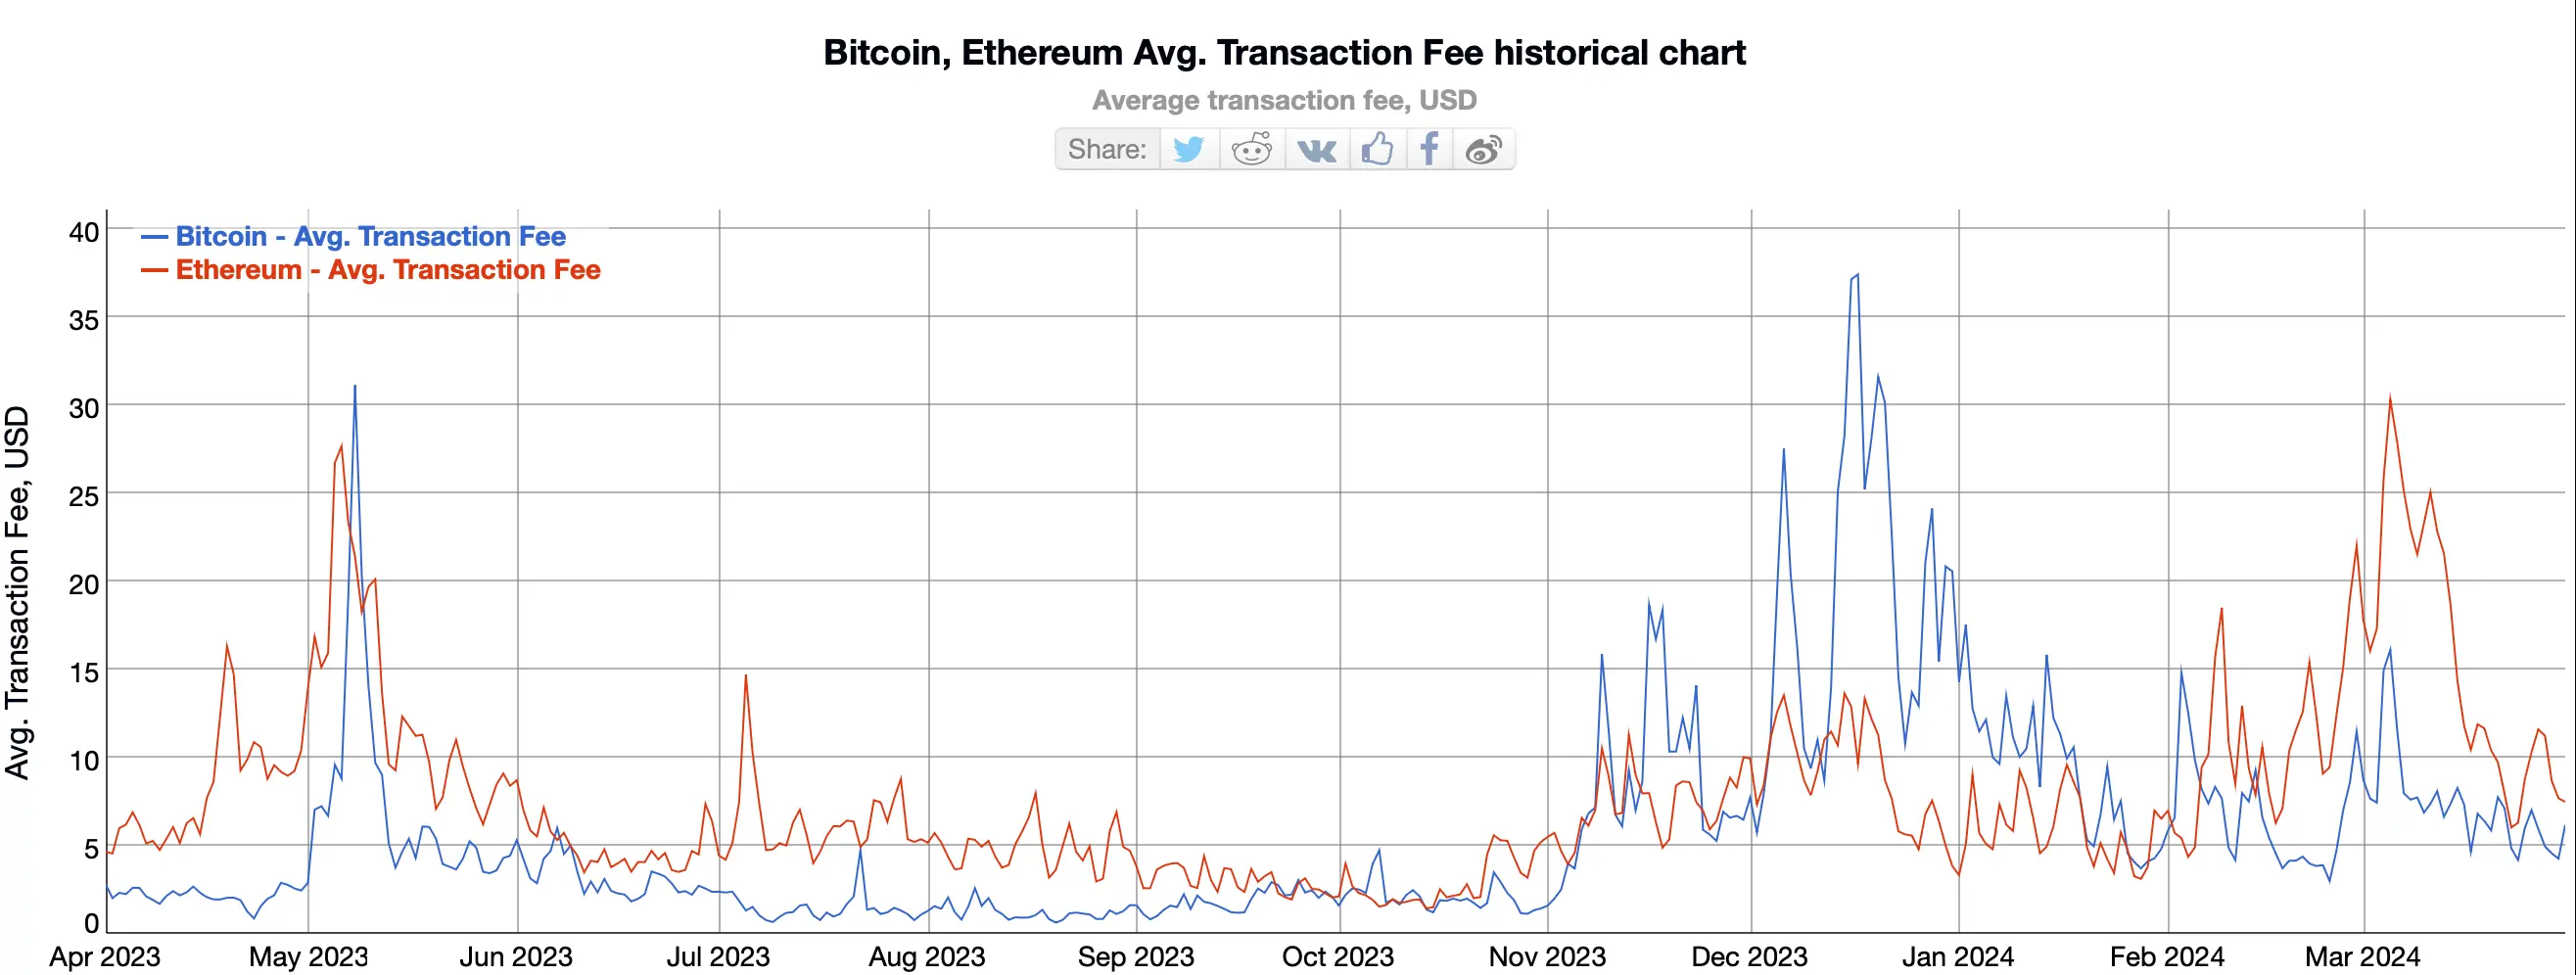 Bitcoin, Ethereum Avg. Transaction Fee historical chart
Average transaction fee, USD
Share:
Avg. Transaction Fee, USD
Bitcoin - Avg. Transaction Fee
Ethereum - Avg. Transaction Fee
40
35
30
25
20
15
10
5
0
Apr 2023 May 2023 Jun 2023 Jul 2023 Aug 2023 Sep 2023 Oct 2023 Nov 2023 Dec 2023 Jan 2024 Feb 2024 Mar 2024